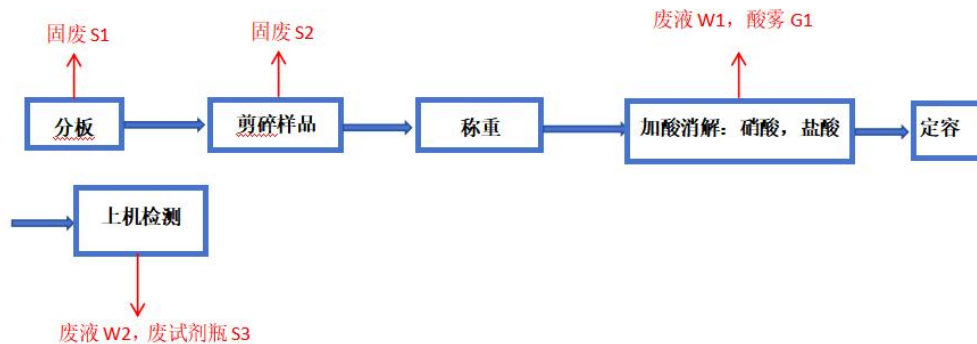 固废 S1
固废 S2
废液 W1，酸雾 G1
分板
剪碎样品
称重
加酸消解：硝酸，盐酸
定容
上机检测
废液 W2，废试剂瓶 S3